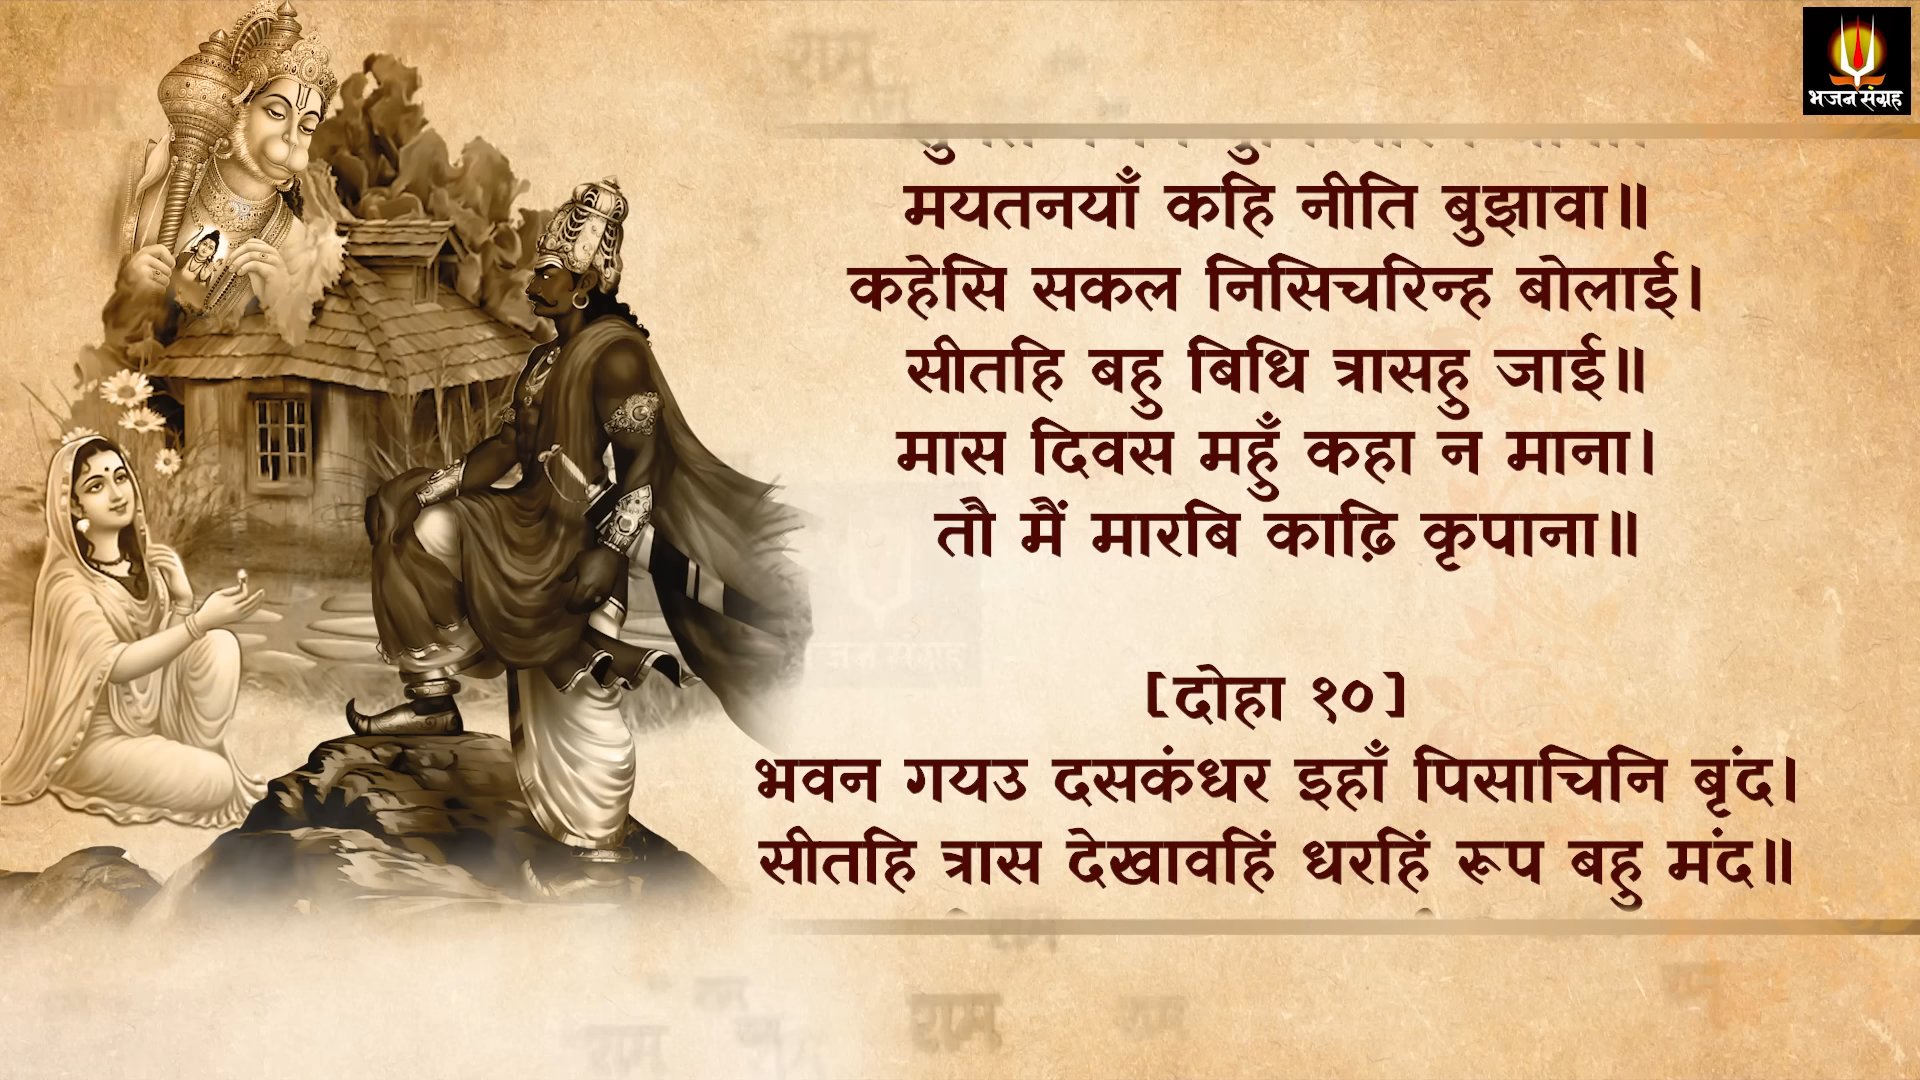 भजन संग्रह
मयतनयाँ कहि नीति बुझावा॥
कहेसि सकल निसिचरिन्ह बोलाई।
सीतहि बहु बिधि त्रासहु जाई॥
मास दिवस महुँ कहा न माना।
तौ मैं मारबि काढ़ि कृपाना॥
[दोहा १०]
भवन गयउ दसकंधर इहाँ पिसाचिनि बृंद।
सीतहि त्रास देखावहिं धरहिं रूप बहु मंद॥
राम
राम
राम
राम